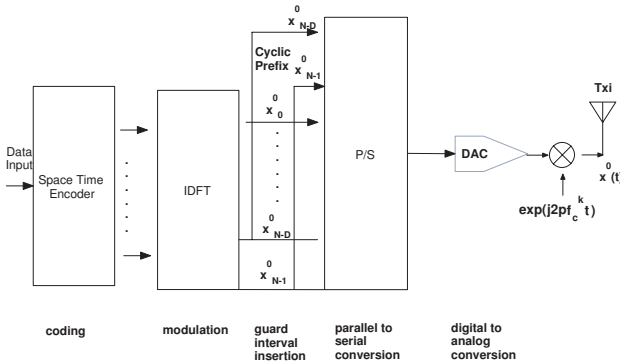 0
x N-D
Cyclic
Prefix
0
x N-1
Data
Input
Space Time
Encoder
IDFT
0
x 0
0
x N-D
0
x N-1
P/S
DAC
Txi
0
x (t)
exp(j2pf c k t)
coding
modulation
guard
interval
insertion
parallel to
serial
conversion
digital to
analog
conversion